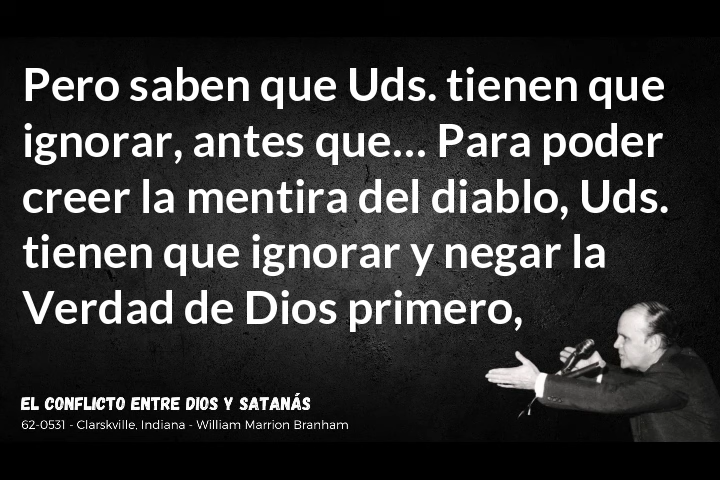 Pero saben que Uds. tienen que
ignorar, antes que... Para poder
creer la mentira del diablo, Uds.
tienen que ignorar y negar la
Verdad de Dios primero,
EL CONFLICTO ENTRE DIOS Y SATANÁS
62-0531 - Clarskville, Indiana - William Marrion Branham